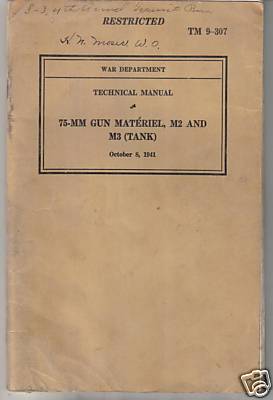 RESTRICTED
TM 9-307
WAR DEPARTMENT
TECHNICAL MANUAL
75-MM GUN MATÉRIEL, M2 AND
M3 (TANK)
October 8, 1941